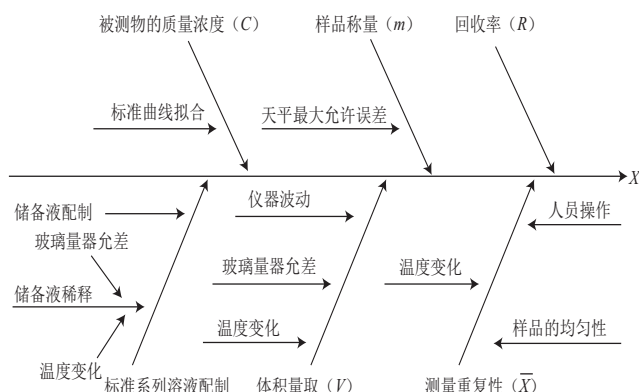 被测物的质量浓度（C）
样品称量（m）
回收率（R）
标准曲线拟合
天平最大允许误差
X
储备液配制
仪器波动
人员操作
玻璃量器允差
玻璃量器允差
温度变化
储备液稀释
温度变化
样品的均匀性
温度变化
标准系列溶液配制
体积量取（V）
测量重复性（X̅）